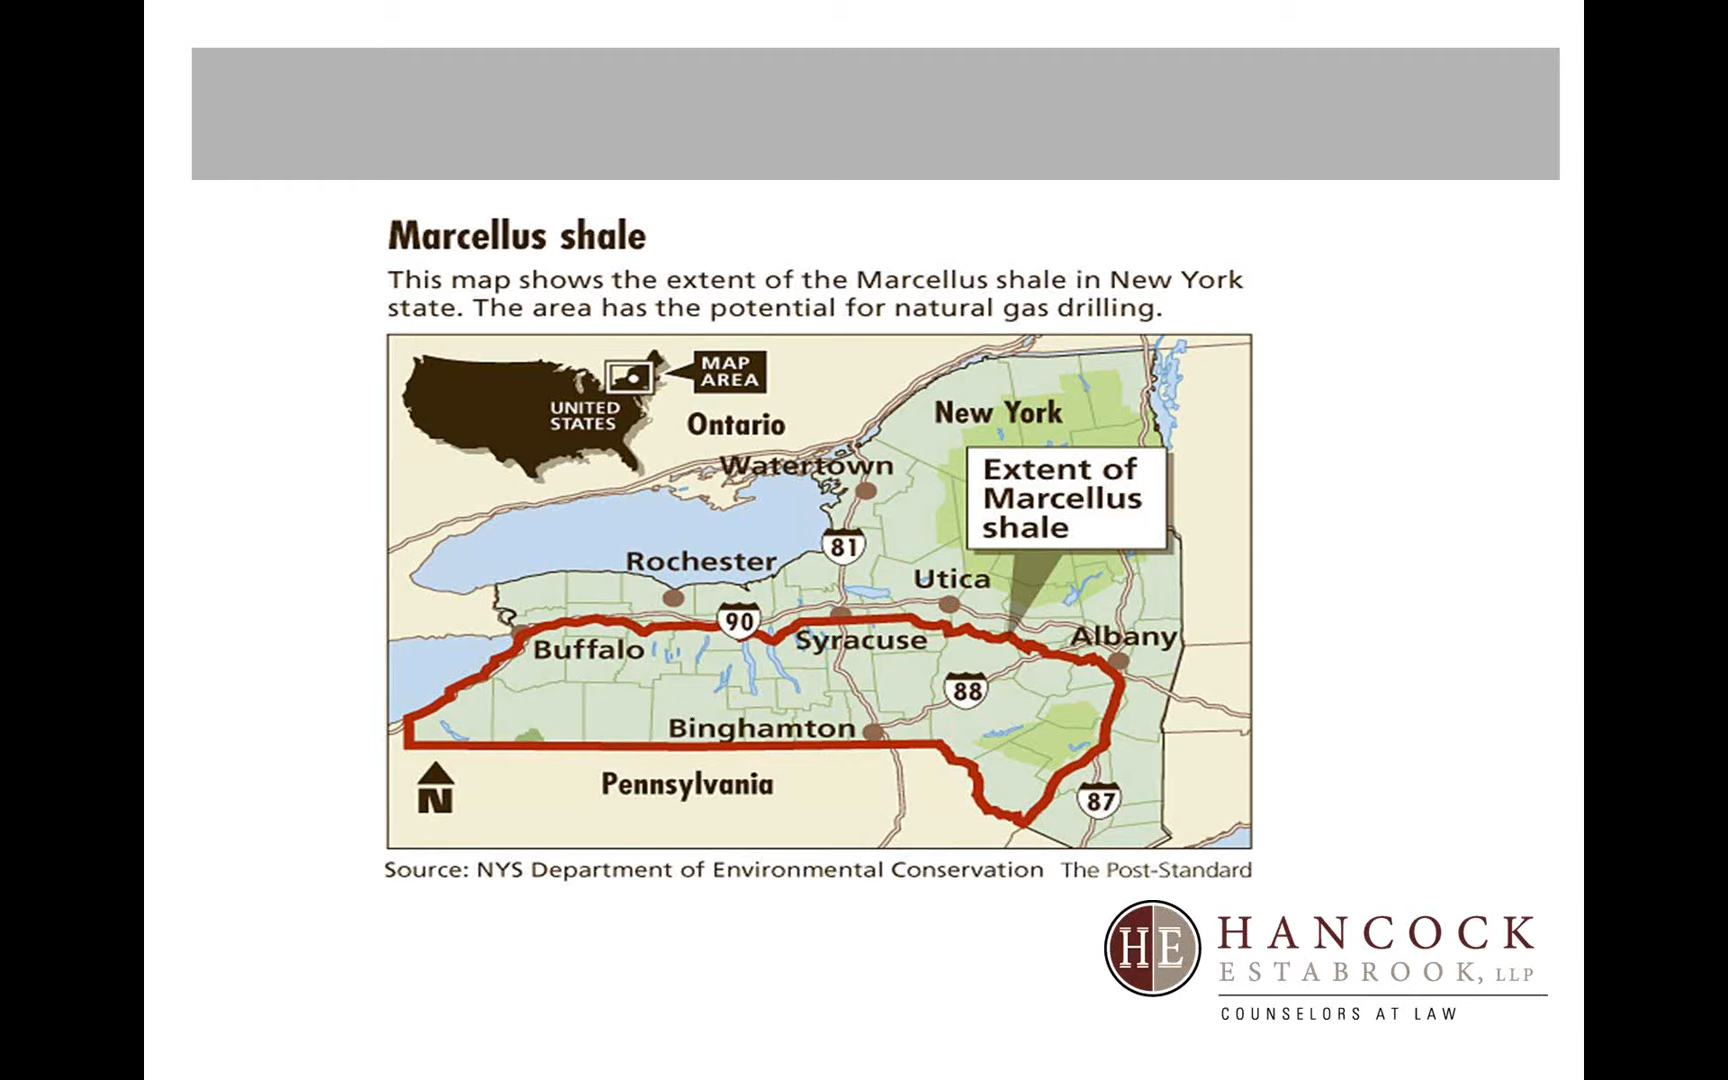 Marcellus shale
This map shows the extent of the Marcellus shale in New York
state. The area has the potential for natural gas drilling.
MAP
AREA
UNITED
STATES
Ontario
New York
Watertown
Extent of
Marcellus
shale
81
Rochester
Utica
90
Buffalo
Syracuse
Albany
88
Binghamton
Pennsylvania
N
87
Source: NYS Department of Environmental Conservation The Post-Standard
HE
HANCOCK
ESTABROOK, LLP
COUNSELORS AT LAW